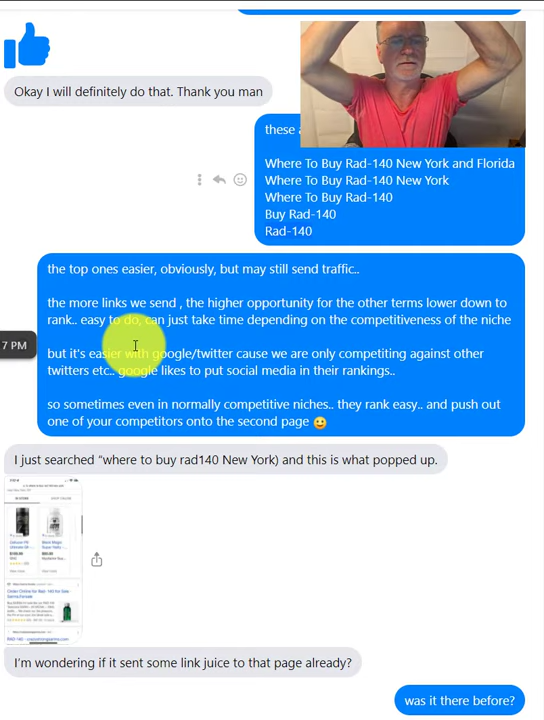 Okay I will definitely do that. Thank you man
these a
Where To Buy Rad-140 New York and Florida
Where To Buy Rad-140 New York
Where To Buy Rad-140
Buy Rad-140
Rad-140
the top ones easier, obviously, but may still send traffic..
the more links we send , the higher opportunity for the other terms lower down to
rank.. easy to do, can just take time depending on the competitiveness of the niche
7 PM
but it's easier with google/twitter cause we are only competiting against other
twitters etc.. google likes to put social media in their rankings..
so sometimes even in normally competitive niches.. they rank easy.. and push out
one of your competitors onto the second page 😉
I just searched “where to buy rad140 New York) and this is what popped up.
Order Online for Rad- 140 for Sale -
I'm wondering if it sent some link juice to that page already?
was it there before?